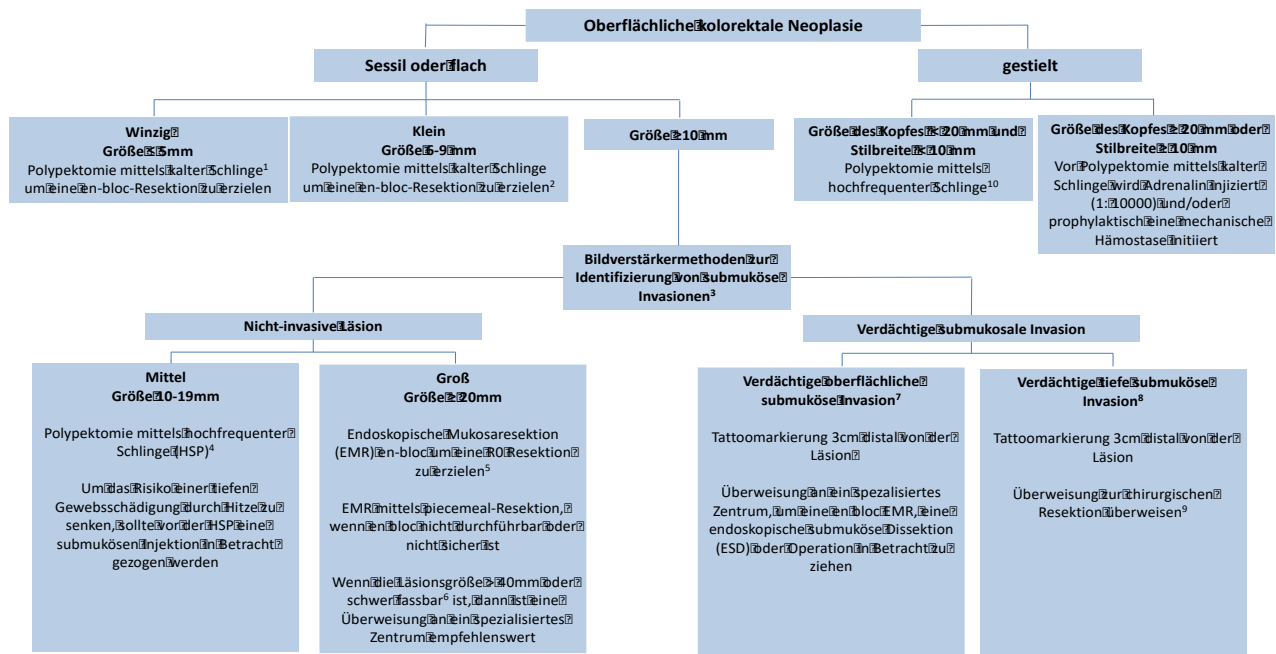 Oberflächliche kolorektale Neoplasie
Sessil oder flach
gestielt
Winzig
Größe ≤ 5mm
Polypektomie mittels kalter Schlinge¹
um eine en-bloc-Resektion zu erzielen
Klein
Größe 6-9 mm
Polypektomie mittels kalter Schlinge
um eine en-bloc-Resektion zu erzielen²
Größe ≥10 mm
Größe des Kopfes < 20 mm und
Stilbreite < 10 mm
Polypektomie mittels
hochfrequenter Schlinge¹⁰
Größe des Kopfes ≥ 20 mm oder
Stilbreite ≥ 10 mm
Vor Polypektomie mittels kalter
Schlinge wird Adrenalin injiziert
(1: 10000) und/oder
prophylaktisch eine mechanische
Hämostase initiiert
Bildverstärkermethoden zur
Identifizierung von submuköse
Invasionen³
Nicht-invasive Läsion
Verdächtige submukosale Invasion
Mittel
Größe 10-19mm
Polypektomie mittels hochfrequenter
Schlinge (HSP)⁴
Um das Risiko einer tiefen
Gewebsschädigung durch Hitze zu
senken, sollte vor der HSP eine
submukösen Injektion in Betracht
gezogen werden
Groß
Größe ≥ 20mm
Endoskopische Mukosaresektion
(EMR) en-bloc um eine R0 Resektion
zu erzielen⁵
EMR mittels piecemeal-Resektion,
wenn en bloc nicht durchführbar oder
nicht sicher ist
Wenn die Läsionsgröße > 40mm oder
schwer fassbar⁶ ist, dann ist eine
Überweisung an ein spezialisiertes
Zentrum empfehlenswert
Verdächtige oberflächliche
submuköse Invasion⁷
Tattoomarkierung 3cm distal von der
Läsion
Überweisung an ein spezalisiertes
Zentrum, um eine en bloc EMR, eine
endoskopische submuköse Dissektion
(ESD) oder Operation in Betracht zu
ziehen
Verdächtige tiefe submuköse
Invasion⁸
Tattoomarkierung 3cm distal von der
Läsion
Überweisung zur chirurgischen
Resektion überweisen⁹